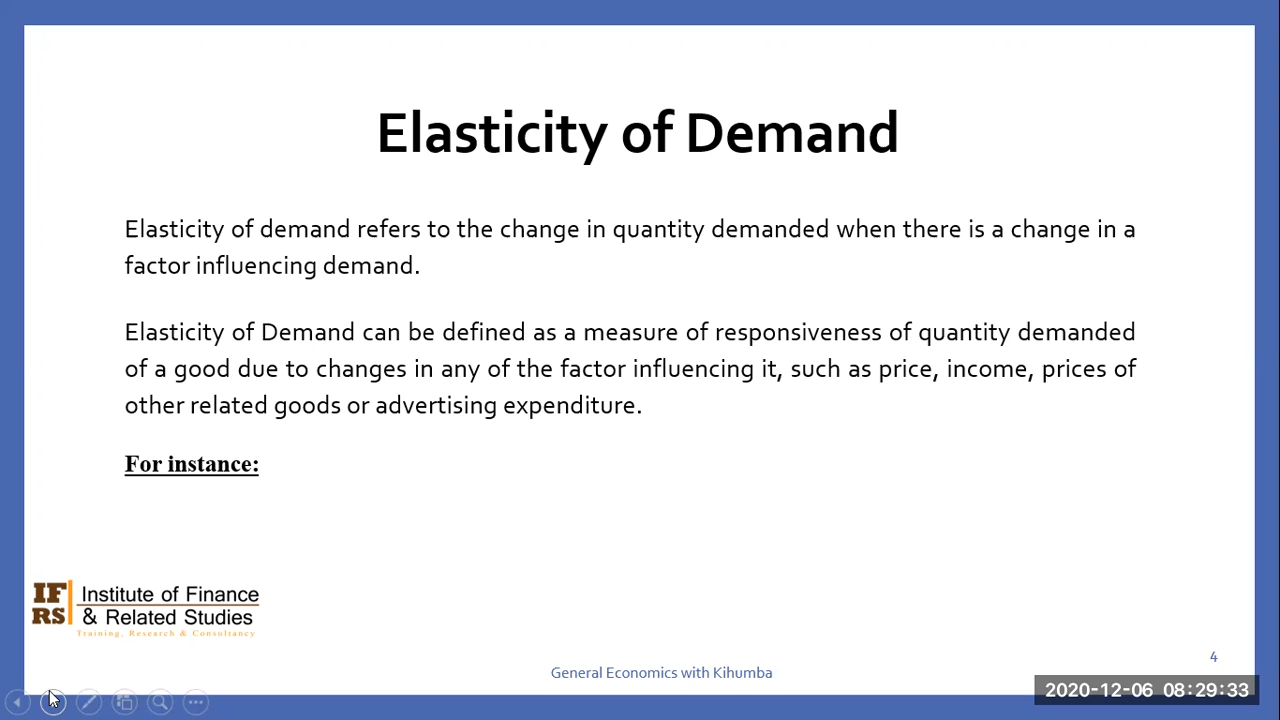 Elasticity of Demand
Elasticity of demand refers to the change in quantity demanded when there is a change in a
factor influencing demand.
Elasticity of Demand can be defined as a measure of responsiveness of quantity demanded
of a good due to changes in any of the factor influencing it, such as price, income, prices of
other related goods or advertising expenditure.
For instance:
IF
RS
Institute of Finance
& Related Studies
Training, Research & Consultancy
4
General Economics with Kihumba
2020-12-06 08:29:33